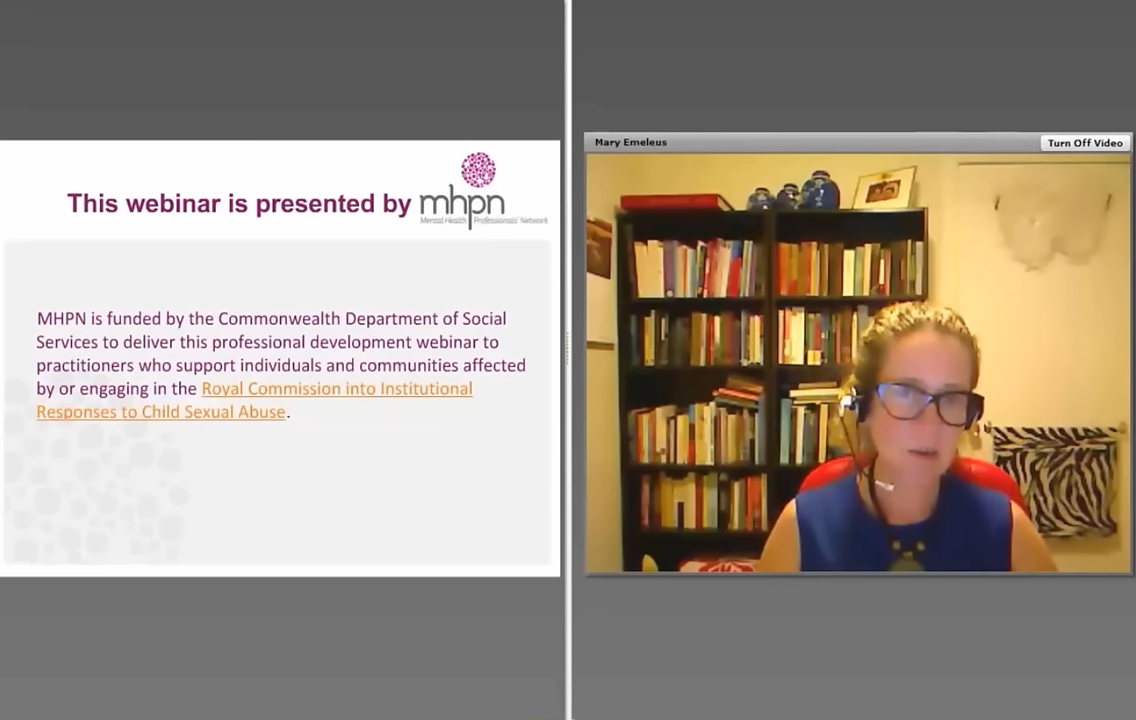 This webinar is presented by
mhpn
Mental Health Professionals' Network
MHPN is funded by the Commonwealth Department of Social
Services to deliver this professional development webinar to
practitioners who support individuals and communities affected
by or engaging in the Royal Commission into Institutional
Responses to Child Sexual Abuse.
Mary Emeleus
Turn Off Video